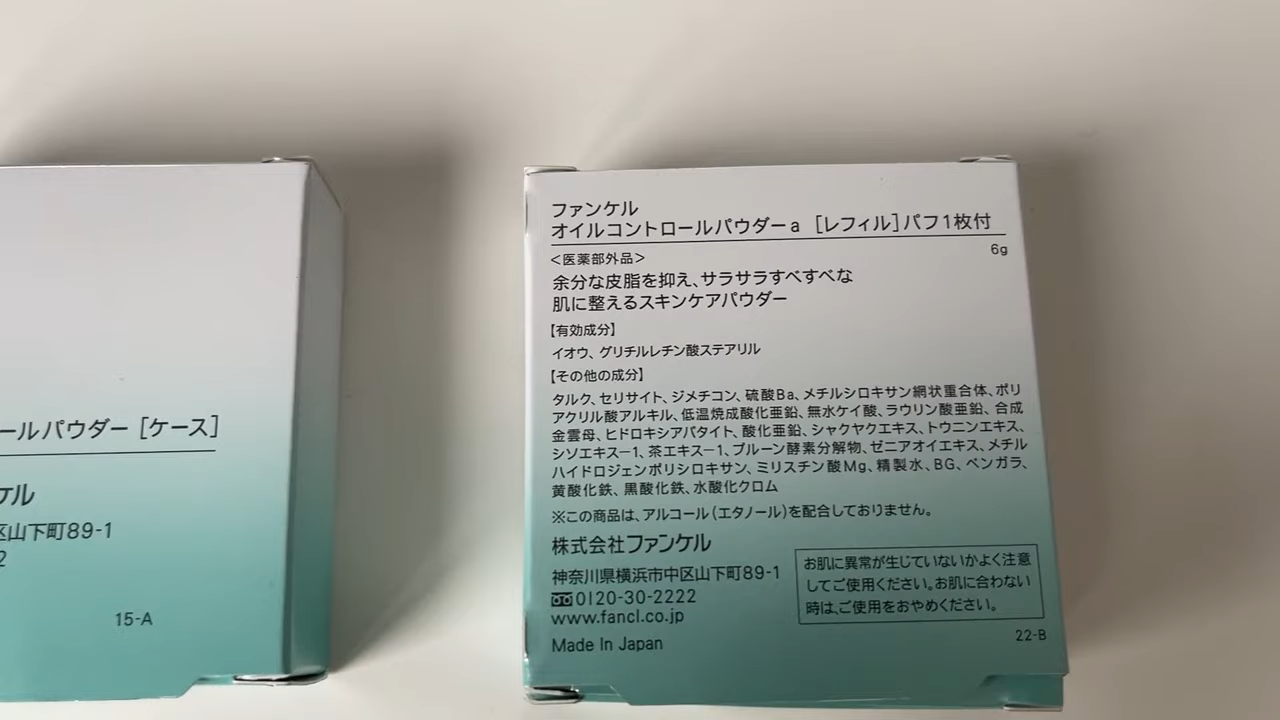 ールパウダー [ケース]
ケル
区山下町89-1
2
15-A
ファンケル
オイルコントロールパウダーa [レフィル]パフ1枚付
6g
<医薬部外品>
余分な皮脂を抑え、サラサラすべすべな
肌に整えるスキンケアパウダー
【有効成分】
イオウ、グリチルレチン酸ステアリル
【その他の成分】
タルク、セリサイト、ジメチコン、硫酸Ba、メチルシロキサン網状重合体、ポリ
アクリル酸アルキル、低温焼成酸化亜鉛、無水ケイ酸、ラウリン酸亜鉛、合成
金雲母、ヒドロキシアパタイト、酸化亜鉛、シャクヤクエキス、トウニンエキス、
シソエキス-1、茶エキス-1、プルーン酵素分解物、ゼニアオイエキス、メチル
ハイドロジェンポリシロキサン、ミリスチン酸Mg、精製水、BG、ベンガラ、
黄酸化鉄、黒酸化鉄、水酸化クロム
※この商品は、アルコール(エタノール)を配合しておりません。
株式会社ファンケル
神奈川県横浜市中区山下町89-1
0120-30-2222
www.fancl.co.jp
Made In Japan
お肌に異常が生じていないかよく注意
してご使用ください。お肌に合わない
時は、ご使用をおやめください。
22-B